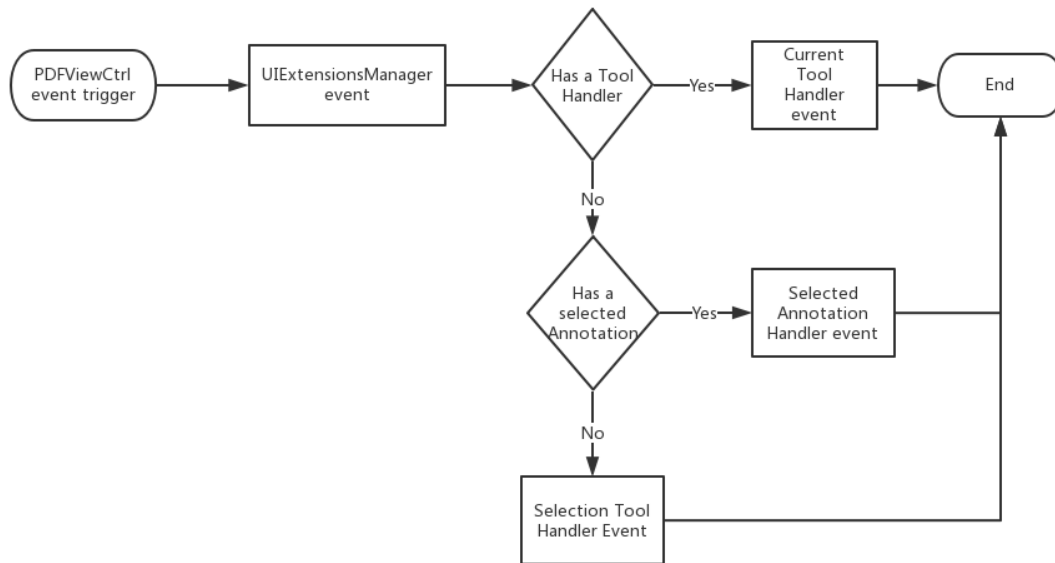 PDFViewCtrl
event trigger
UIExtensionsManager
event
Has a Tool
Handler
Yes
Current
Tool
Handler
event
End
No
Has a
selected
Annotation
Yes
Selected
Annotation
Handler event
No
Selection Tool
Handler Event